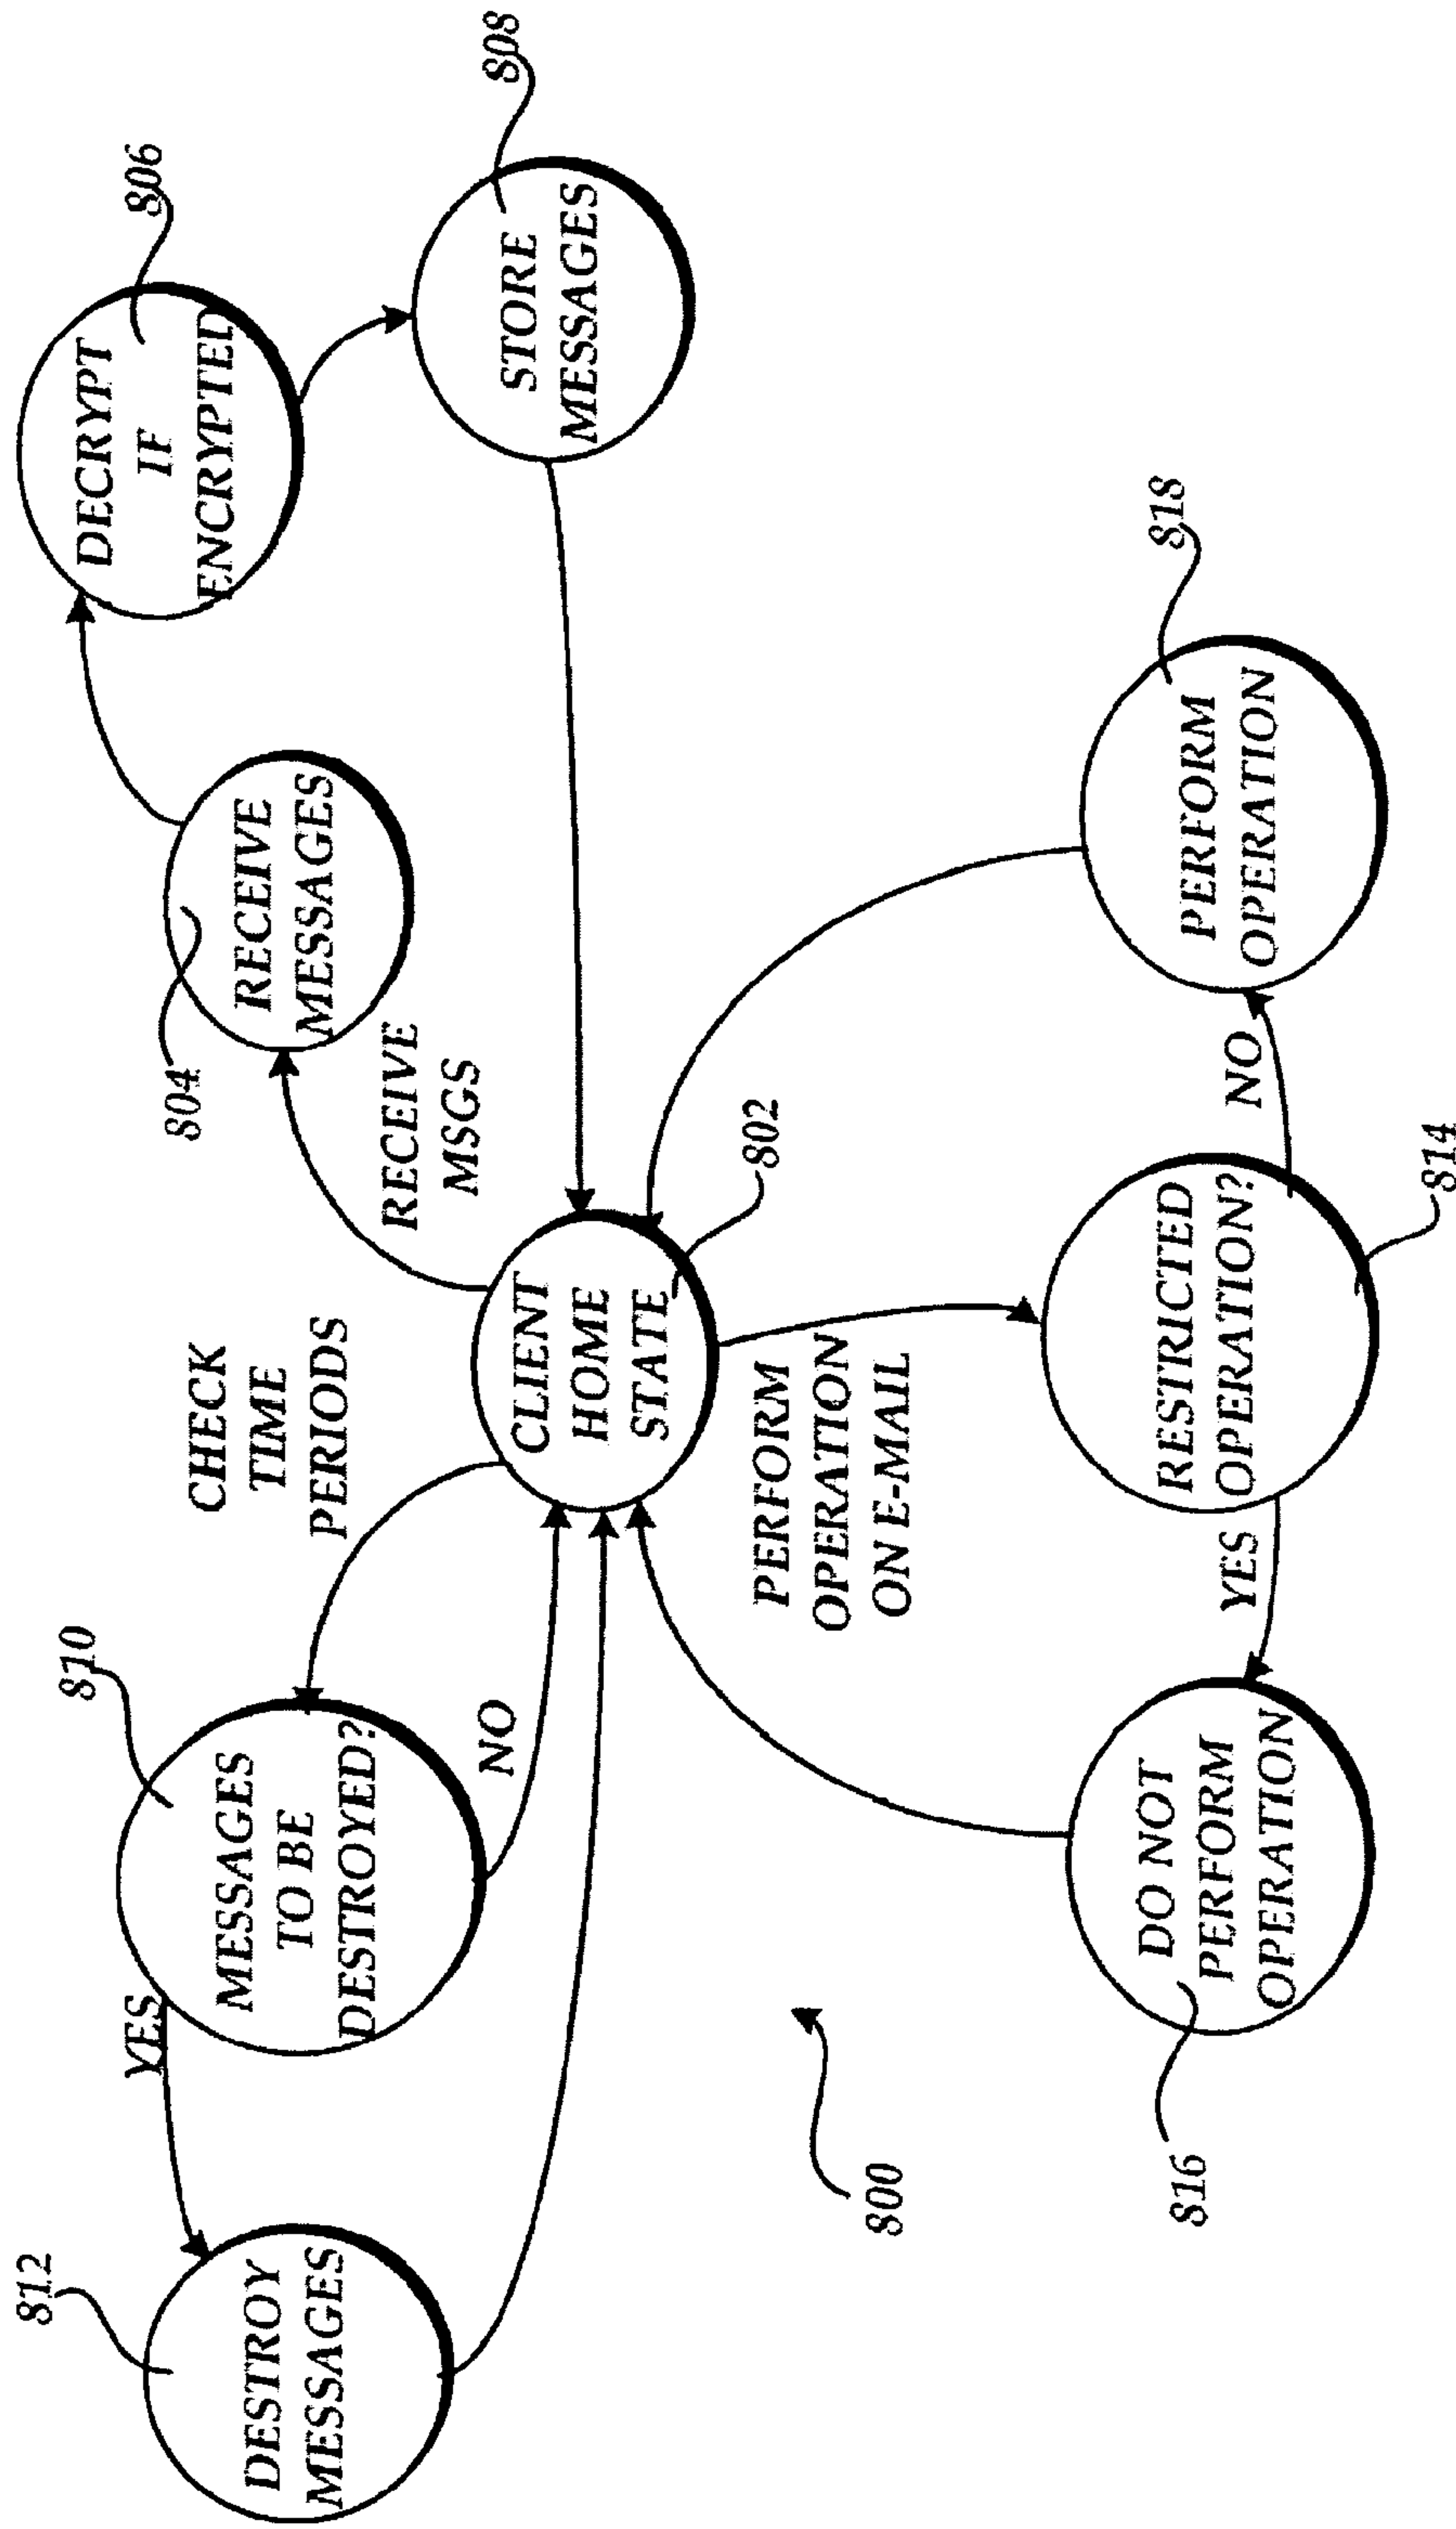 812
DESTROY
MESSAGES
YES
810
MESSAGES
TO BE
DESTROYED?
NO
CHECK
TIME
PERIODS
CLIENT
HOME
STATE
802
RECEIVE
MSGS
804
RECEIVE
MESSAGES
806
DECRYPT
IF
ENCRYPTED
808
STORE
MESSAGES
800
PERFORM
OPERATION
ON E-MAIL
816
DO NOT
PERFORM
OPERATION
YES
RESTRICTED
OPERATION?
814
NO
PERFORM
OPERATION
818